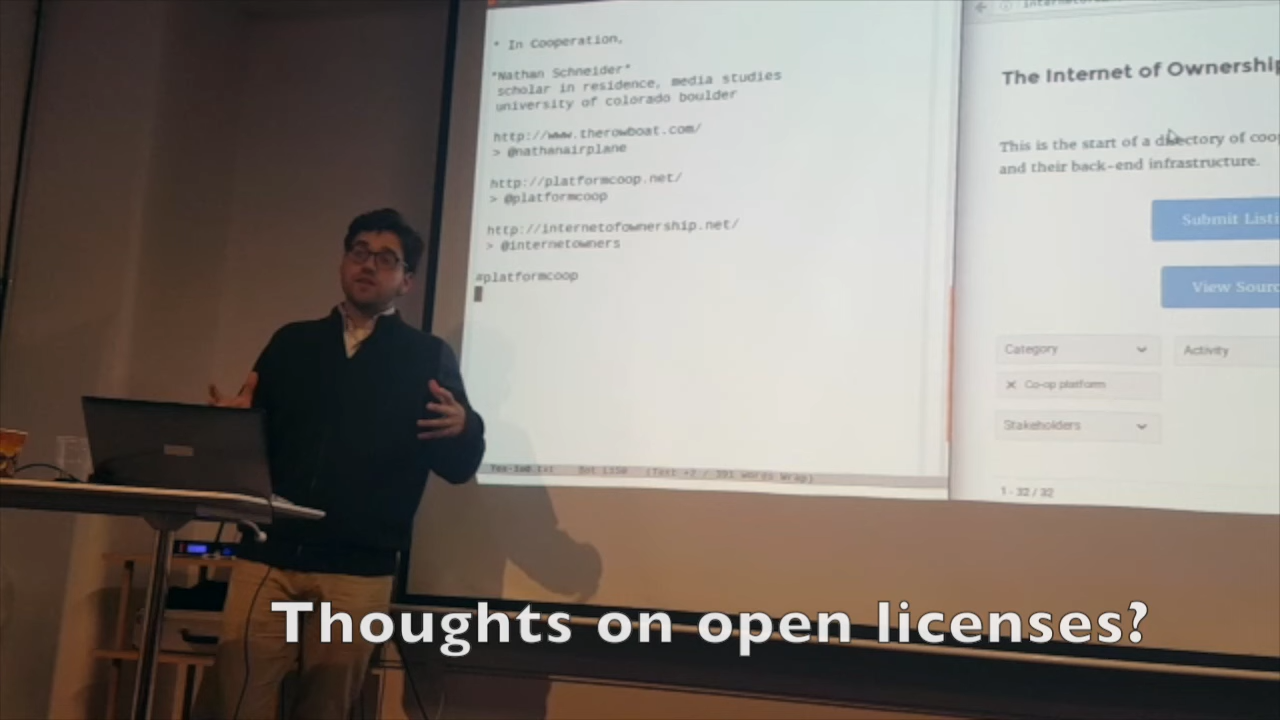 * In Cooperation,
"Nathan Schneider"
scholar in residence, media studies
university of colorado boulder
http://www.therowboat.com/
> @nathanairplane
http://platformcoop.net/
> @platformcoop
http://internetofownership.net/
> @internetowners
#platformcoop
The Internet of Ownershi
This is the start of a directory of coo
and their back-end infrastructure.
Submit Listi
View Sourc
Category
Activity
× Co-op platform
Stakeholders
1 - 32 / 32
Thoughts on open licenses?